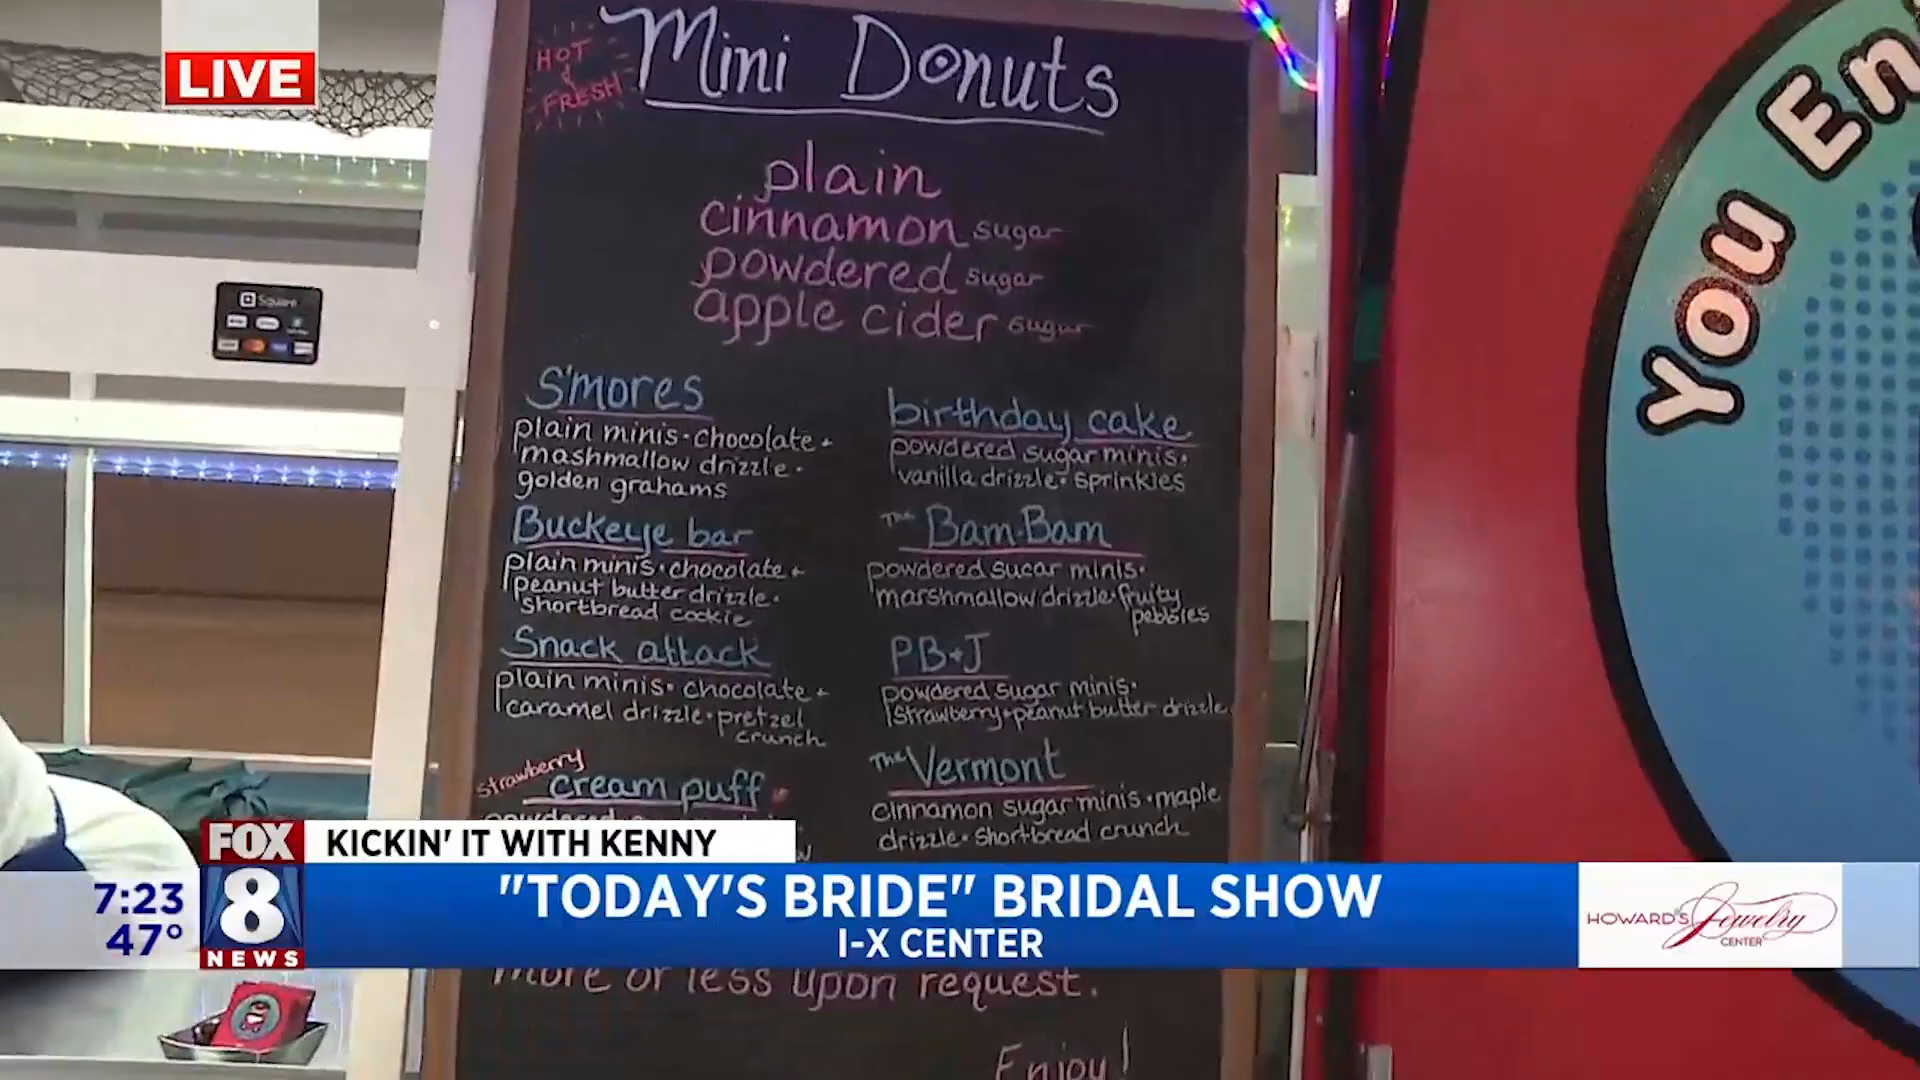 LIVE
HOT
&
FRESH
Mini Donuts
plain
cinnamon sugar
powdered sugar
apple cider sugar
S'mores
plain minis • chocolate +
mashmallow drizzle •
golden grahams
Buckeye bar
plain minis • chocolate +
peanut butter drizzle •
shortbread cookie
Snack attack
plain minis • chocolate +
caramel drizzle • pretzel
crunch
strawberry
cream puff
powdered
birthday cake
powdered sugar minis •
vanilla drizzle • sprinkles
The Bam-Bam
powdered sugar minis •
marshmallow drizzle • fruity
pebbles
PB+J
powdered sugar minis •
strawberry + peanut butter drizzle
The Vermont
cinnamon sugar minis • maple
drizzle • shortbread crunch
more or less upon request.
Enjoy!
Square
You En
KICKIN' IT WITH KENNY
"TODAY'S BRIDE" BRIDAL SHOW
I-X CENTER
7:23
47°
FOX
8
NEWS
HOWARD'S Jewelry
CENTER